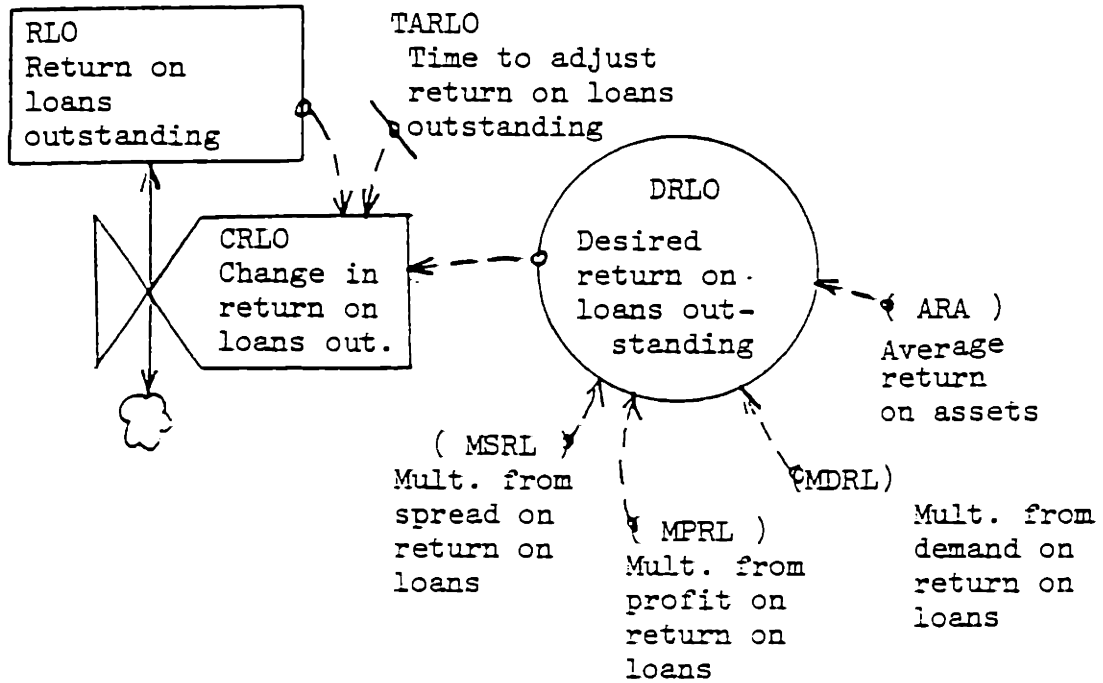 RLO
Return on
loans
outstanding
TARLO
Time to adjust
return on loans
outstanding
CRLO
Change in
return on
loans out.
DRLO
Desired
return on
loans out-
standing
( ARA )
Average
return
on assets
( MSRL )
Mult. from
spread on
return on
loans
( MPRL )
Mult. from
profit on
return on
loans
(MDRL)
Mult. from
demand on
return on
loans